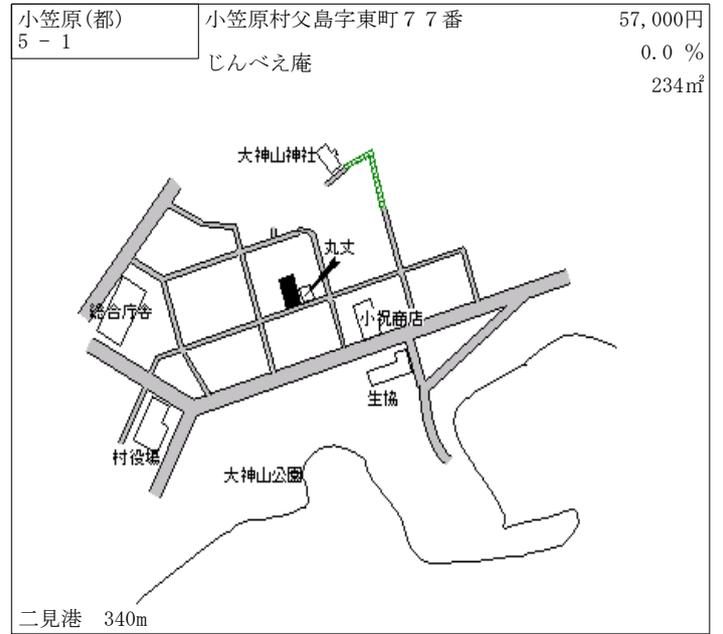 小笠原(都)
5 - 1
小笠原村父島字東町７７番
じんべえ庵
57,000円
0.0 %
234㎡
大神山神社
丸丈
総合庁舎
小祝商店
生協
村役場
大神山公園
二見港 340m